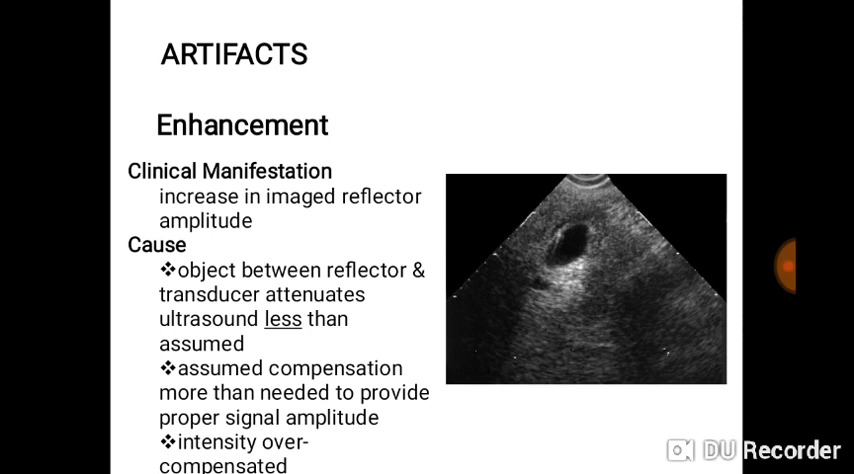 ARTIFACTS
Enhancement
Clinical Manifestation
increase in imaged reflector
amplitude
Cause
❖object between reflector &
transducer attenuates
ultrasound less than
assumed
❖assumed compensation
more than needed to provide
proper signal amplitude
❖intensity over-
compensated
DU Recorder